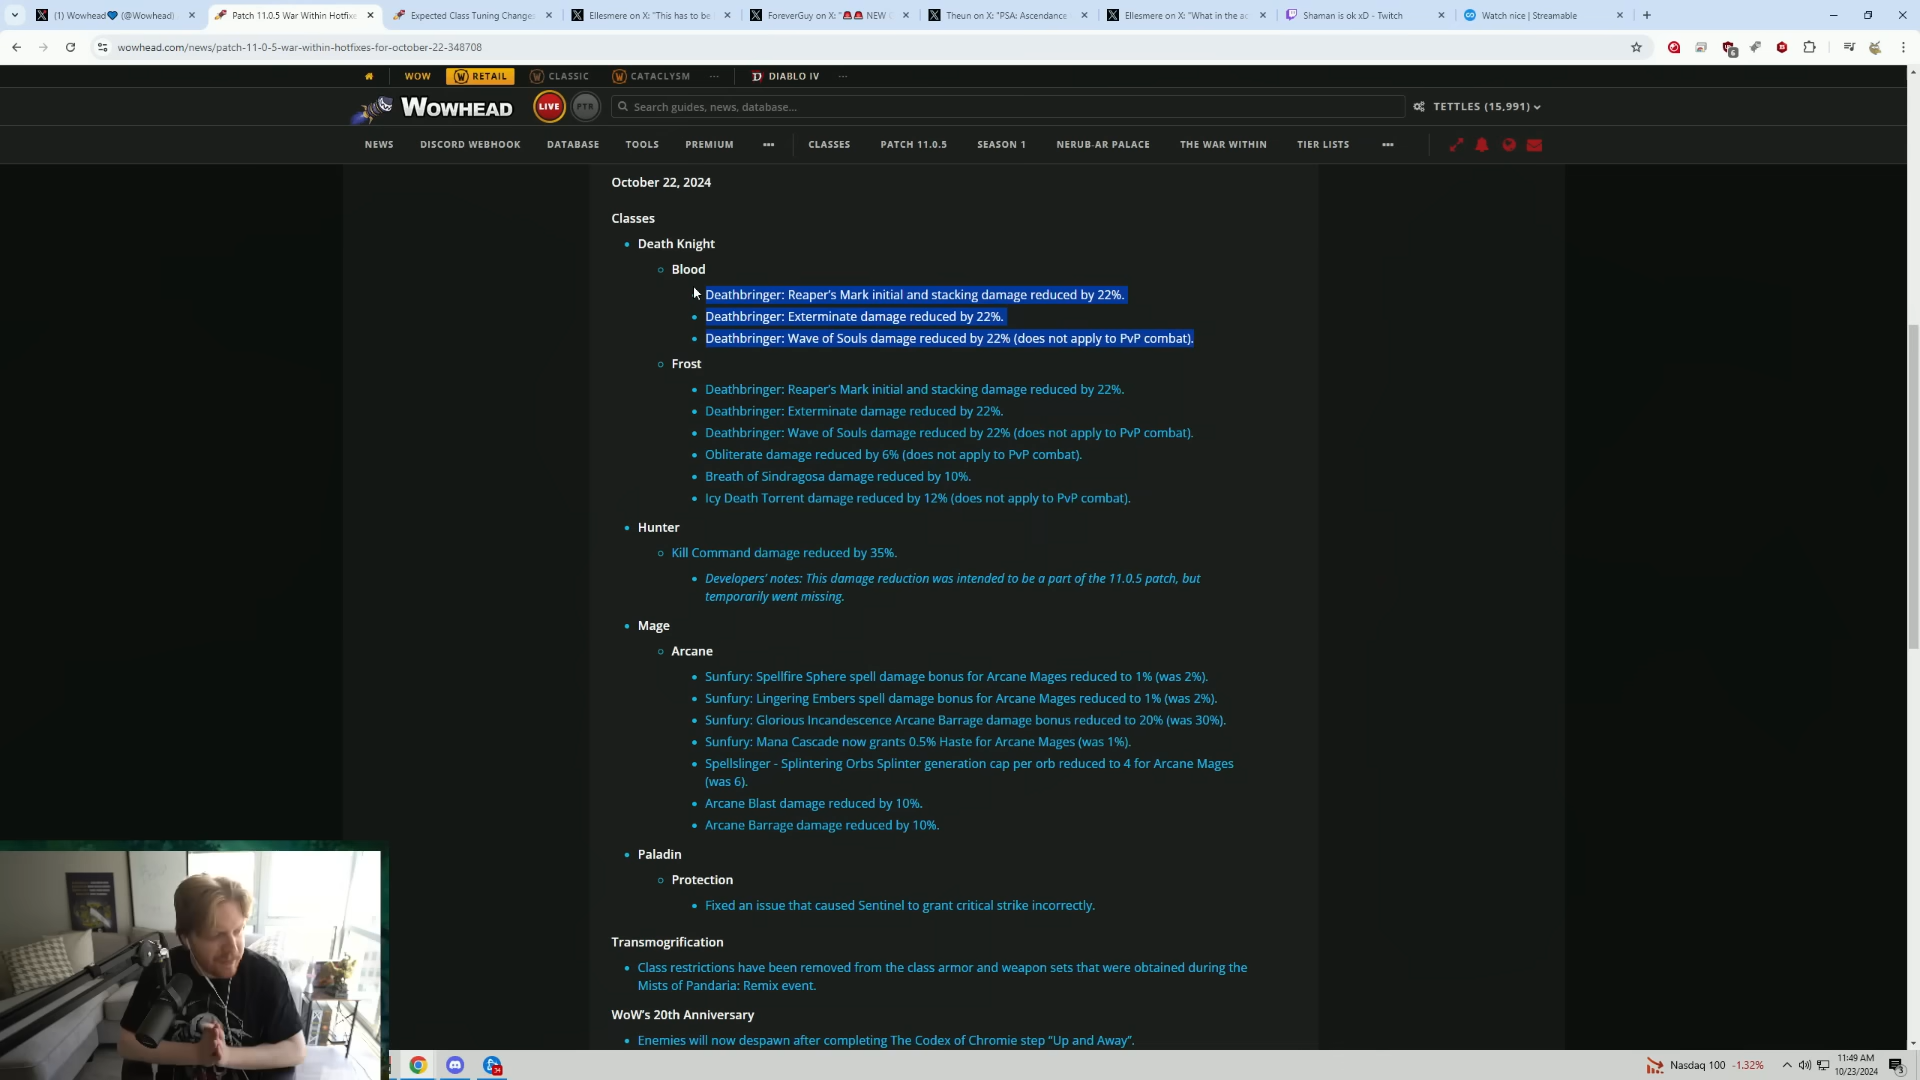 (1) Wowhead💙 (@Wowhead)
Patch 11.0.5 War Within Hotfixe
Expected Class Tuning Change
Ellesmere on X: "This has to be
ForeverGuy on X: "🚨🚨 NEW
Theun on X: "PSA: Ascendance
Ellesmere on X: "What in the ac
Shaman is ok xD - Twitch
Watch nice | Streamable
wowhead.com/news/patch-11-0-5-war-within-hotfixes-for-october-22-348708
6
WOW
RETAIL
CLASSIC
CATACLYSM
DIABLO IV
WOWHEAD
LIVE
PTR
Search guides, news, database...
TETTLES (15,991)
NEWS
DISCORD WEBHOOK
DATABASE
TOOLS
PREMIUM
CLASSES
PATCH 11.0.5
SEASON 1
NERUB-AR PALACE
THE WAR WITHIN
TIER LISTS
October 22, 2024
Classes
Death Knight
Blood
Deathbringer: Reaper's Mark initial and stacking damage reduced by 22%.
Deathbringer: Exterminate damage reduced by 22%.
Deathbringer: Wave of Souls damage reduced by 22% (does not apply to PvP combat).
Frost
Deathbringer: Reaper's Mark initial and stacking damage reduced by 22%.
Deathbringer: Exterminate damage reduced by 22%.
Deathbringer: Wave of Souls damage reduced by 22% (does not apply to PvP combat).
Obliterate damage reduced by 6% (does not apply to PvP combat).
Breath of Sindragosa damage reduced by 10%.
Icy Death Torrent damage reduced by 12% (does not apply to PvP combat).
Hunter
Kill Command damage reduced by 35%.
Developers' notes: This damage reduction was intended to be a part of the 11.0.5 patch, but
temporarily went missing.
Mage
Arcane
Sunfury: Spellfire Sphere spell damage bonus for Arcane Mages reduced to 1% (was 2%).
Sunfury: Lingering Embers spell damage bonus for Arcane Mages reduced to 1% (was 2%).
Sunfury: Glorious Incandescence Arcane Barrage damage bonus reduced to 20% (was 30%).
Sunfury: Mana Cascade now grants 0.5% Haste for Arcane Mages (was 1%).
Spellslinger - Splintering Orbs Splinter generation cap per orb reduced to 4 for Arcane Mages
(was 6).
Arcane Blast damage reduced by 10%.
Arcane Barrage damage reduced by 10%.
Paladin
Protection
Fixed an issue that caused Sentinel to grant critical strike incorrectly.
Transmogrification
Class restrictions have been removed from the class armor and weapon sets that were obtained during the
Mists of Pandaria: Remix event.
WoW's 20th Anniversary
Enemies will now despawn after completing The Codex of Chromie step "Up and Away".
Nasdaq 100 -1.32%
11:49 AM
10/23/2024
3